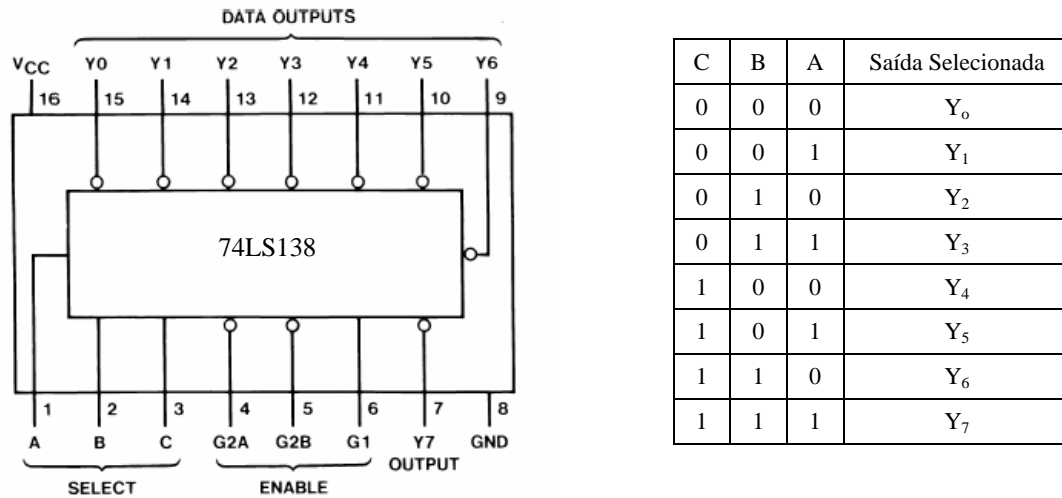 DATA OUTPUTS
VCC Y0 Y1 Y2 Y3 Y4 Y5 Y6
16 15 14 13 12 11 10 9
74LS138
1 2 3 4 5 6 7 8
A B C G2A G2B G1 Y7 GND
OUTPUT
SELECT ENABLE
C B A Saída Selecionada
0 0 0 Yo
0 0 1 Y1
0 1 0 Y2
0 1 1 Y3
1 0 0 Y4
1 0 1 Y5
1 1 0 Y6
1 1 1 Y7